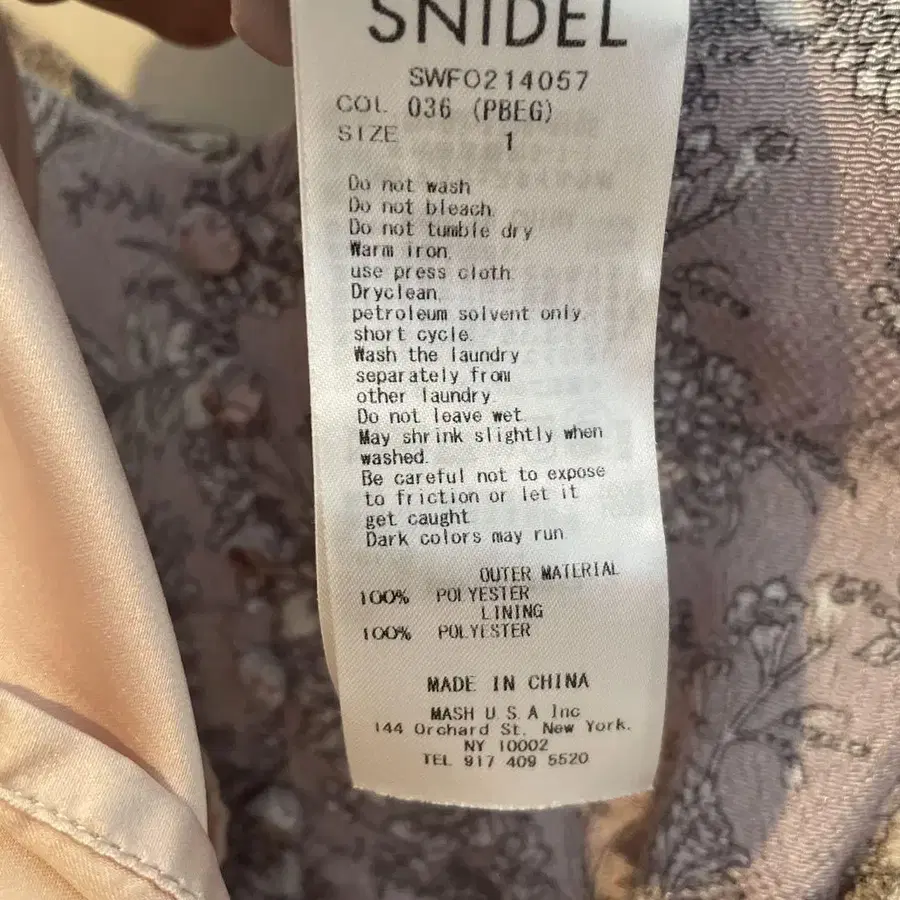 SNIDEL
SWFO214057
COL 036 (PBEG)
SIZE 1
Do not wash
Do not bleach.
Do not tumble dry
Warm iron,
use press cloth.
Dryclean,
petroleum solvent only.
short cycle.
Wash the laundry
separately from
other laundry.
Do not leave wet.
May shrink slightly when
washed.
Be careful not to expose
to friction or let it
get caught.
Dark colors may run.
OUTER MATERIAL
100% POLYESTER
LINING
100% POLYESTER
MADE IN CHINA
MASH U.S.A Inc
144 Orchard St, New York.
NY 10002
TEL 917 409 5520